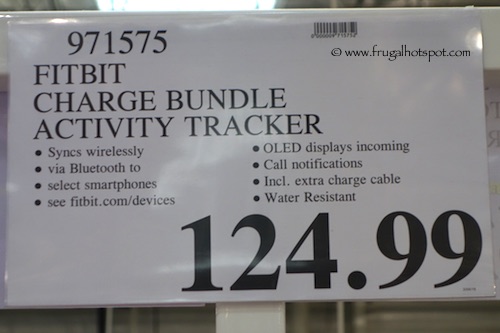 971575
© www.frugalhotspot.com
FITBIT
CHARGE BUNDLE
ACTIVITY TRACKER
• Syncs wirelessly
• via Bluetooth to
• select smartphones
• see fitbit.com/devices
• OLED displays incoming
• Call notifications
• Incl. extra charge cable
• Water Resistant
124.99